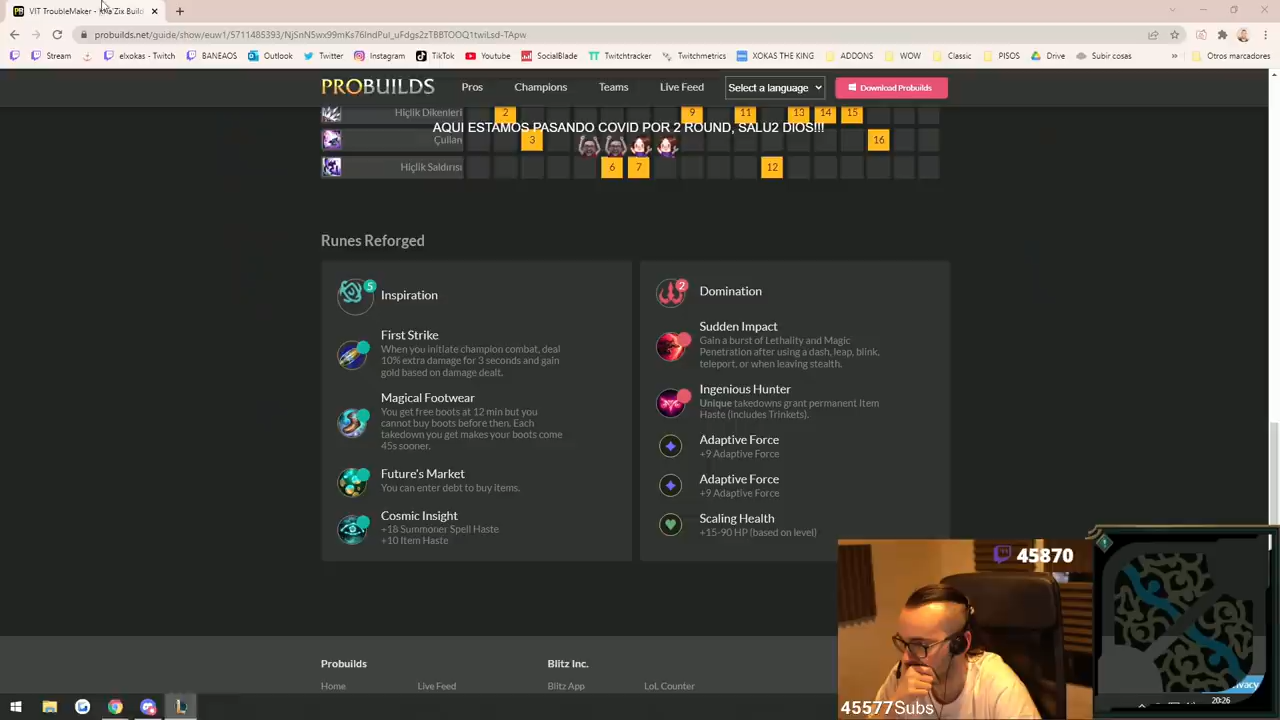 VIT TroubleMaker - Kha'Zix Build
probuilds.net/guide/show/euw1/5711485393/NjSnN5wx99mKs76IndPuI_uFdgs2zTBBTOOQ1twiLsd-7Apw
Stream
elxokas - Twitch
BANEAOS
Outlook
Twitter
Instagram
TikTok
Youtube
SocialBlade
Twitchtracker
Twitchmetrics
XOKAS THE KING
ADDONS
WOW
Classic
PISOS
Drive
Subir cosas
Otros marcadores
PROBUILDS
Pros
Champions
Teams
Live Feed
Select a language
Download Probuilds
Hiçlik Dikenleri 2 9 11 13 14 15
AQUI ESTAMOS PASANDO COVID POR 2 ROUND, SALU2 DIOS!!!
Çullan 3 16
Hiçlik Saldırısı 6 7 12
Runes Reforged
5
Inspiration
First Strike
When you initiate champion combat, deal
10% extra damage for 3 seconds and gain
gold based on damage dealt.
Magical Footwear
You get free boots at 12 min but you
cannot buy boots before then. Each
takedown you get makes your boots come
45s sooner.
Future's Market
You can enter debt to buy items.
Cosmic Insight
+18 Summoner Spell Haste
+10 Item Haste
2
Domination
Sudden Impact
Gain a burst of Lethality and Magic
Penetration after using a dash, leap, blink,
teleport, or when leaving stealth.
Ingenious Hunter
Unique takedowns grant permanent Item
Haste (includes Trinkets).
Adaptive Force
+9 Adaptive Force
Adaptive Force
+9 Adaptive Force
Scaling Health
+15-90 HP (based on level)
45870
Probuilds
Home
Live Feed
Blitz Inc.
Blitz App
LoL Counter
45577Subs
20:26